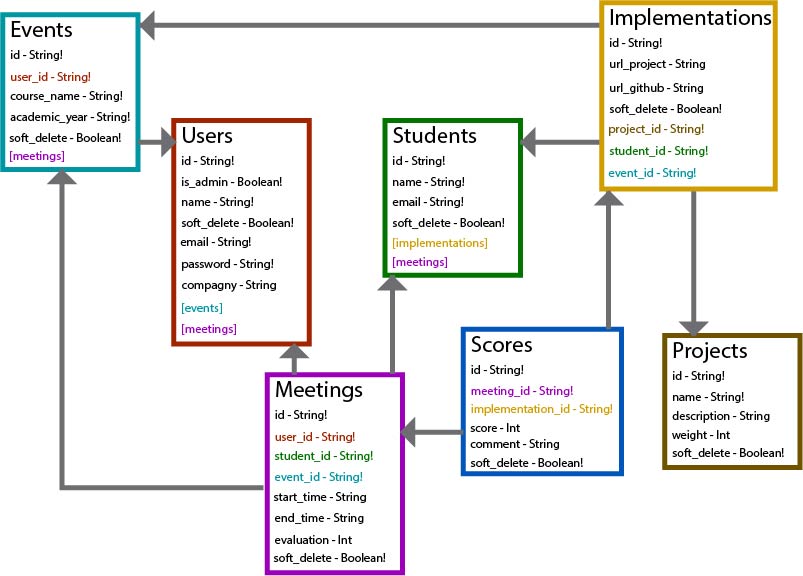 Events
id - String!
user_id - String!
course_name - String!
academic_year - String!
soft_delete - Boolean!
[meetings]
Users
id - String!
is_admin - Boolean!
name - String!
soft_delete - Boolean!
email - String!
password - String!
compagny - String
[events]
[meetings]
Students
id - String!
name - String!
email - String!
soft_delete - Boolean!
[implementations]
[meetings]
Implementations
id - String!
url_project - String
url_github - String
soft_delete - Boolean!
project_id - String!
student_id - String!
event_id - String!
Meetings
id - String!
user_id - String!
student_id - String!
event_id - String!
start_time - String
end_time - String
evaluation - Int
soft_delete - Boolean!
Scores
id - String!
meeting_id - String!
implementation_id - String!
score - Int
comment - String
soft_delete - Boolean!
Projects
id - String!
name - String!
description - String
weight - Int
soft_delete - Boolean!